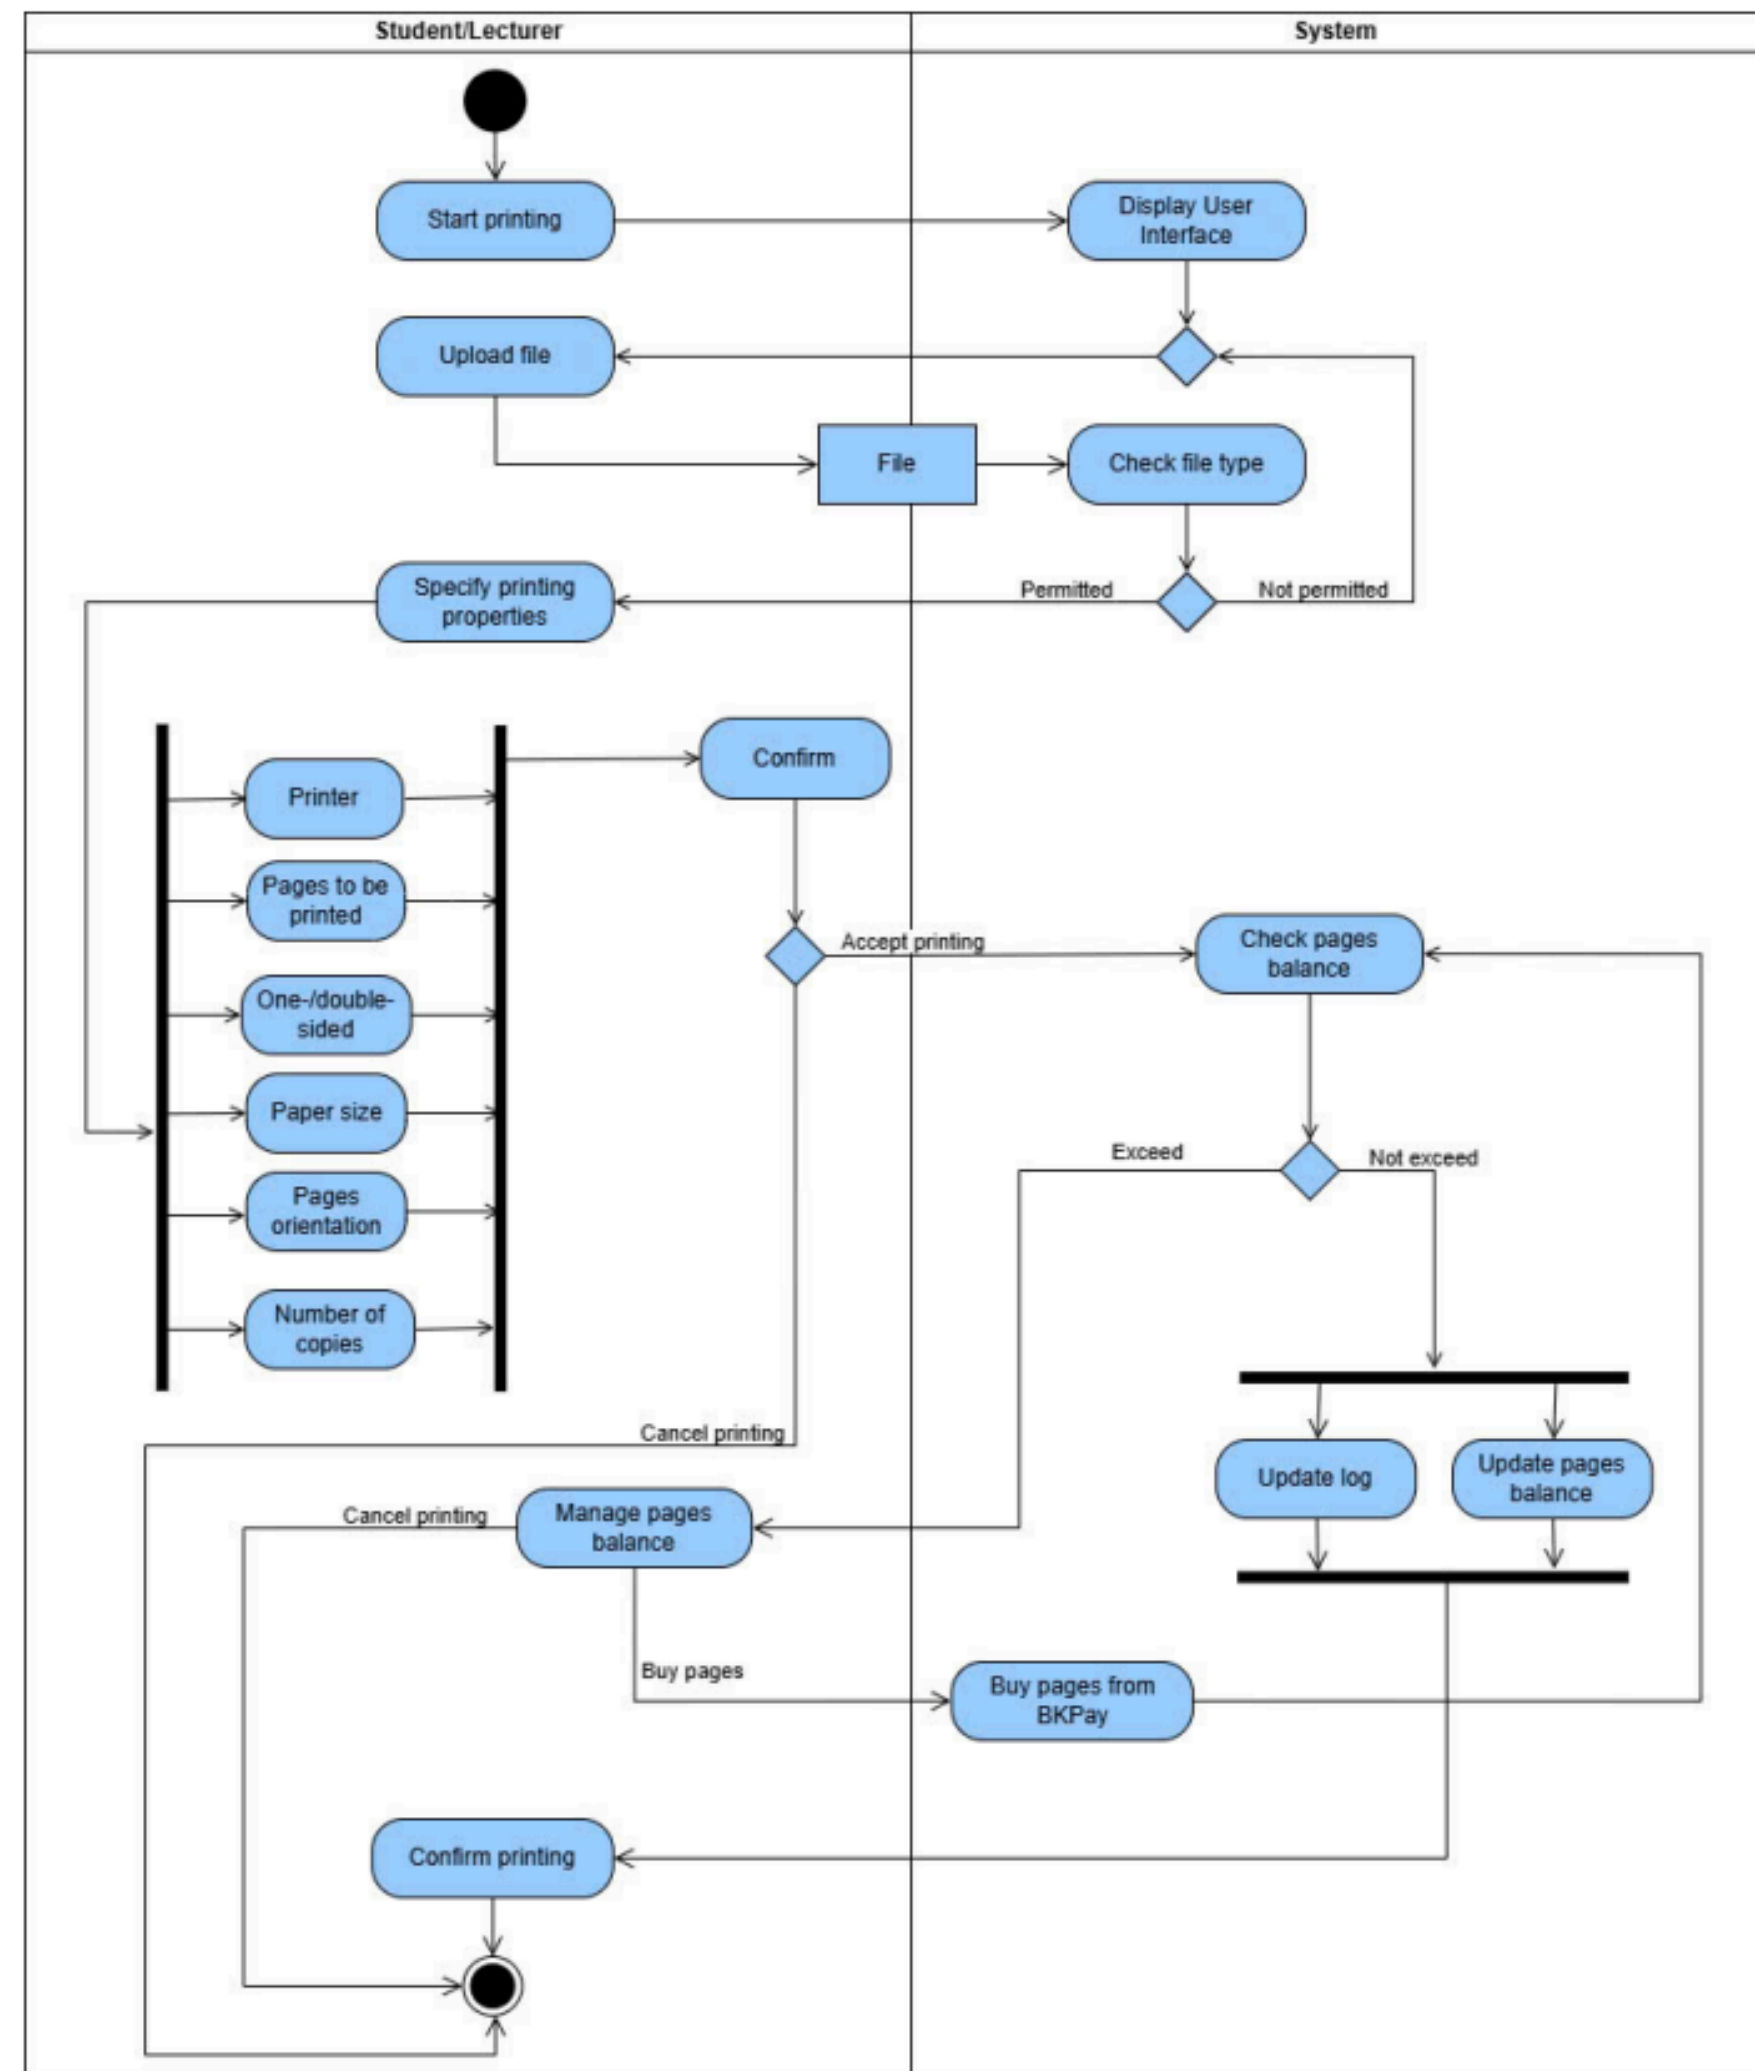 Student/Lecturer
System
Start printing
Display User
Interface
Upload file
File
Check file type
Specify printing
properties
Permitted
Not permitted
Confirm
Printer
Pages to be
printed
Accept printing
Check pages
balance
One-/double-
sided
Paper size
Exceed
Not exceed
Pages
orientation
Number of
copies
Cancel printing
Cancel printing
Manage pages
balance
Update log
Update pages
balance
Buy pages
Buy pages from
BKPay
Confirm printing